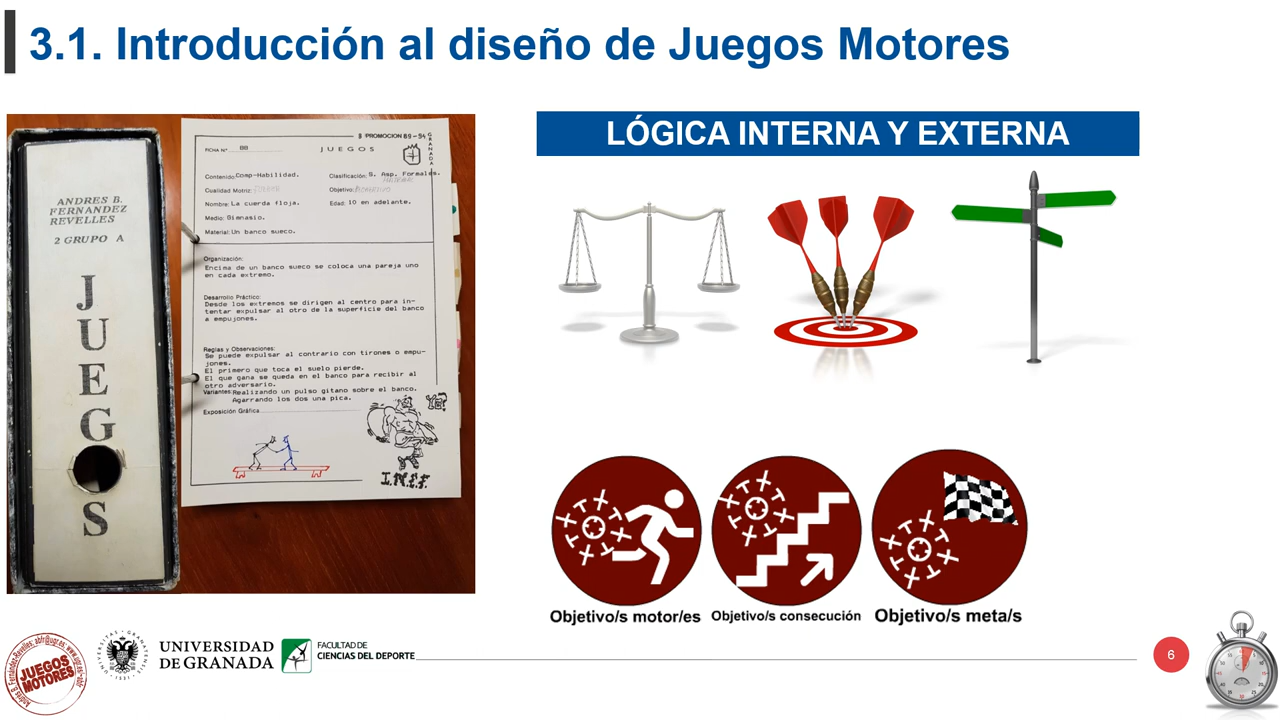 3.1. Introducción al diseño de Juegos Motores
ANDRES B.
FERNANDEZ
REVELLES
2 GRUPO A
JUEGOS
PROMOCION 89-94
GRANADA
FICHA Nº 88
JUEGOS
Contenido: Comp-Habilidad.
Clasificación: S. Asp. Formales.
Cualidad Motriz:
Objetivo:
Nombre: La cuerda floja.
Edad: 10 en adelante.
Medio: Gimnasio.
Material: Un banco sueco.
Organización:
Encima de un banco sueco se coloca una pareja uno
en cada extremo.
Desarrollo Práctico:
Desde los extremos se dirigen al centro para in-
tentar expulsar al otro de la superficie del banco
a empujones.
Reglas y Observaciones:
Se puede expulsar al contrario con tirones o empu-
jones.
El primero que toca el suelo pierde.
El que gana se queda en el banco para recibir al
otro adversario.
Variantes: Realizando un pulso gitano sobre el banco.
Agarrando los dos una pica.
Exposición Gráfica
I.N.E.F.
LÓGICA INTERNA Y EXTERNA
Objetivo/s motor/es
Objetivo/s consecución
Objetivo/s meta/s
JUEGOS
MOTORES
UNIVERSIDAD
DE GRANADA
FACULTAD DE
CIENCIAS DEL DEPORTE
6